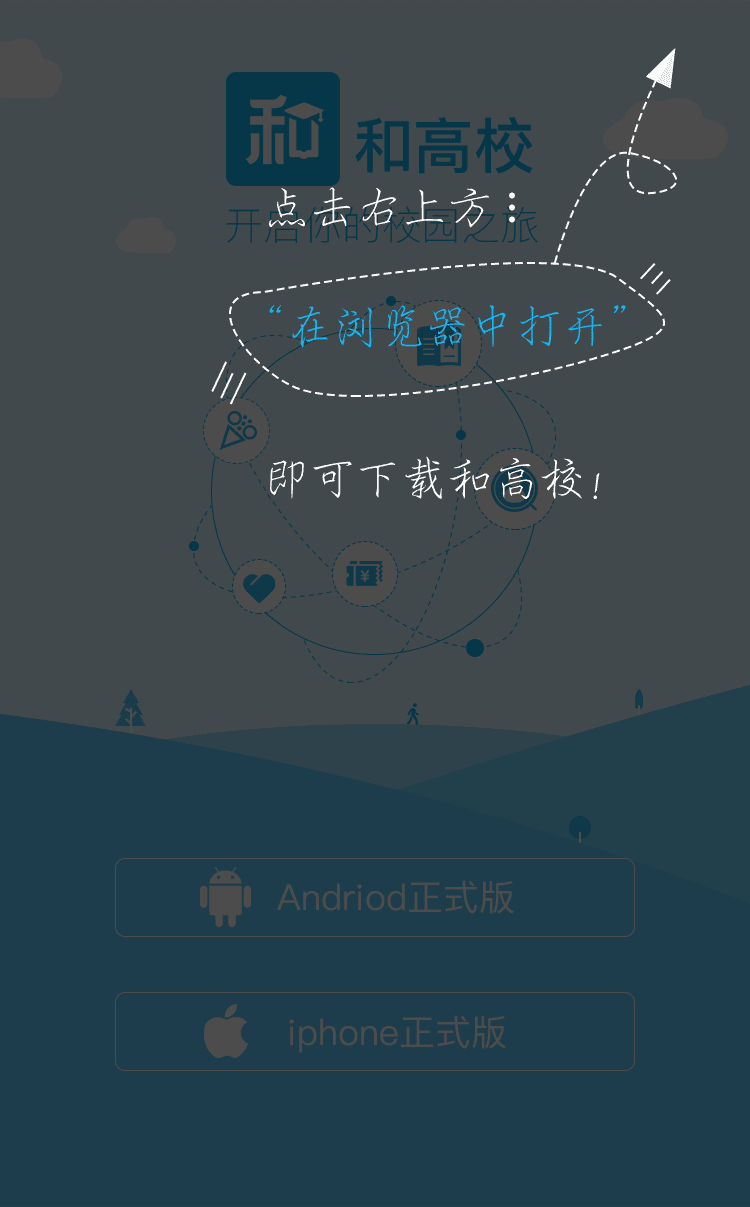 和
和高校
开启你的校园之旅
点击右上方：
“在浏览器中打开”
即可下载和高校！
¥
Andriod正式版
iphone正式版